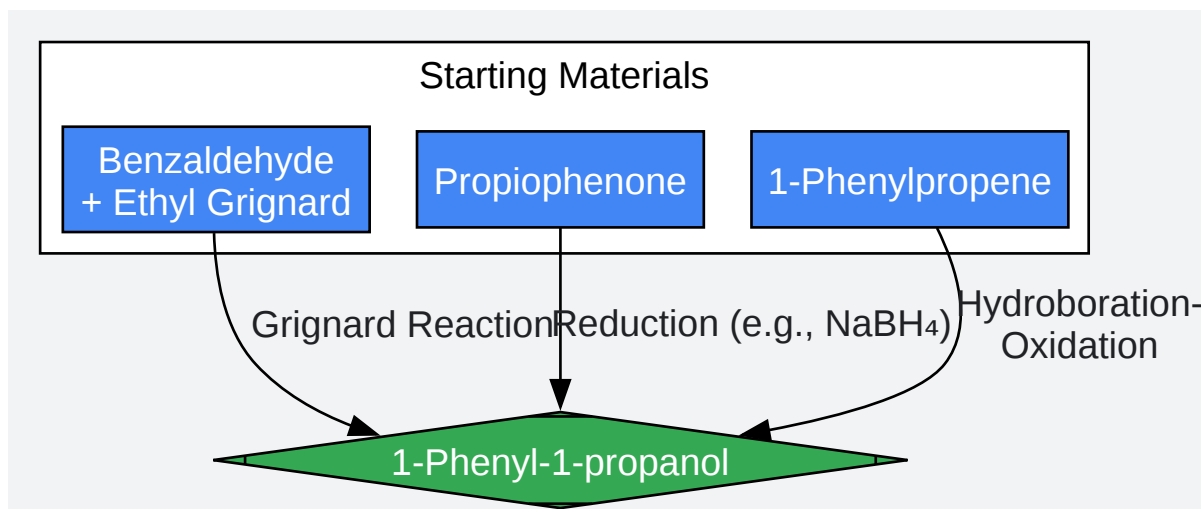 Starting Materials
Benzaldehyde
+ Ethyl Grignard
Propiophenone
1-Phenylpropene
Grignard Reaction
Reduction (e.g., NaBH₄)
Hydroboration-
Oxidation
1-Phenyl-1-propanol